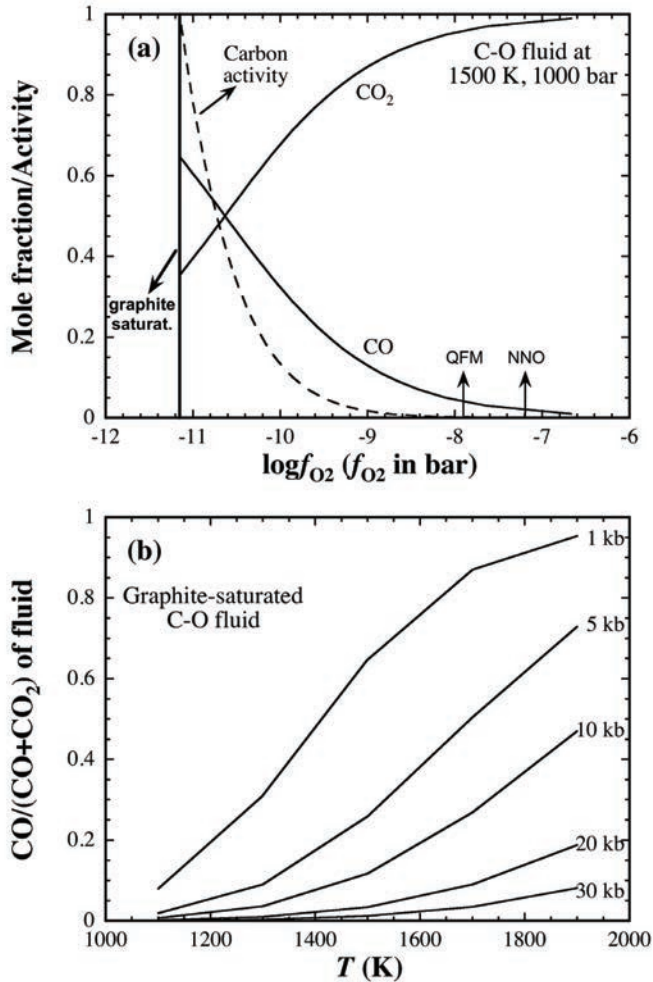 (a)
Carbon
activity
C-O fluid at
1500 K, 1000 bar
CO2
graphite
saturat.
CO
QFM
NNO
Mole fraction/Activity
1
0.8
0.6
0.4
0.2
0
-12
-11
-10
-9
-8
-7
-6
logfO2 (fO2 in bar)
(b)
Graphite-saturated
C-O fluid
1 kb
5 kb
10 kb
20 kb
30 kb
CO/(CO+CO2) of fluid
1
0.8
0.6
0.4
0.2
0
1000
1200
1400
1600
1800
2000
T (K)